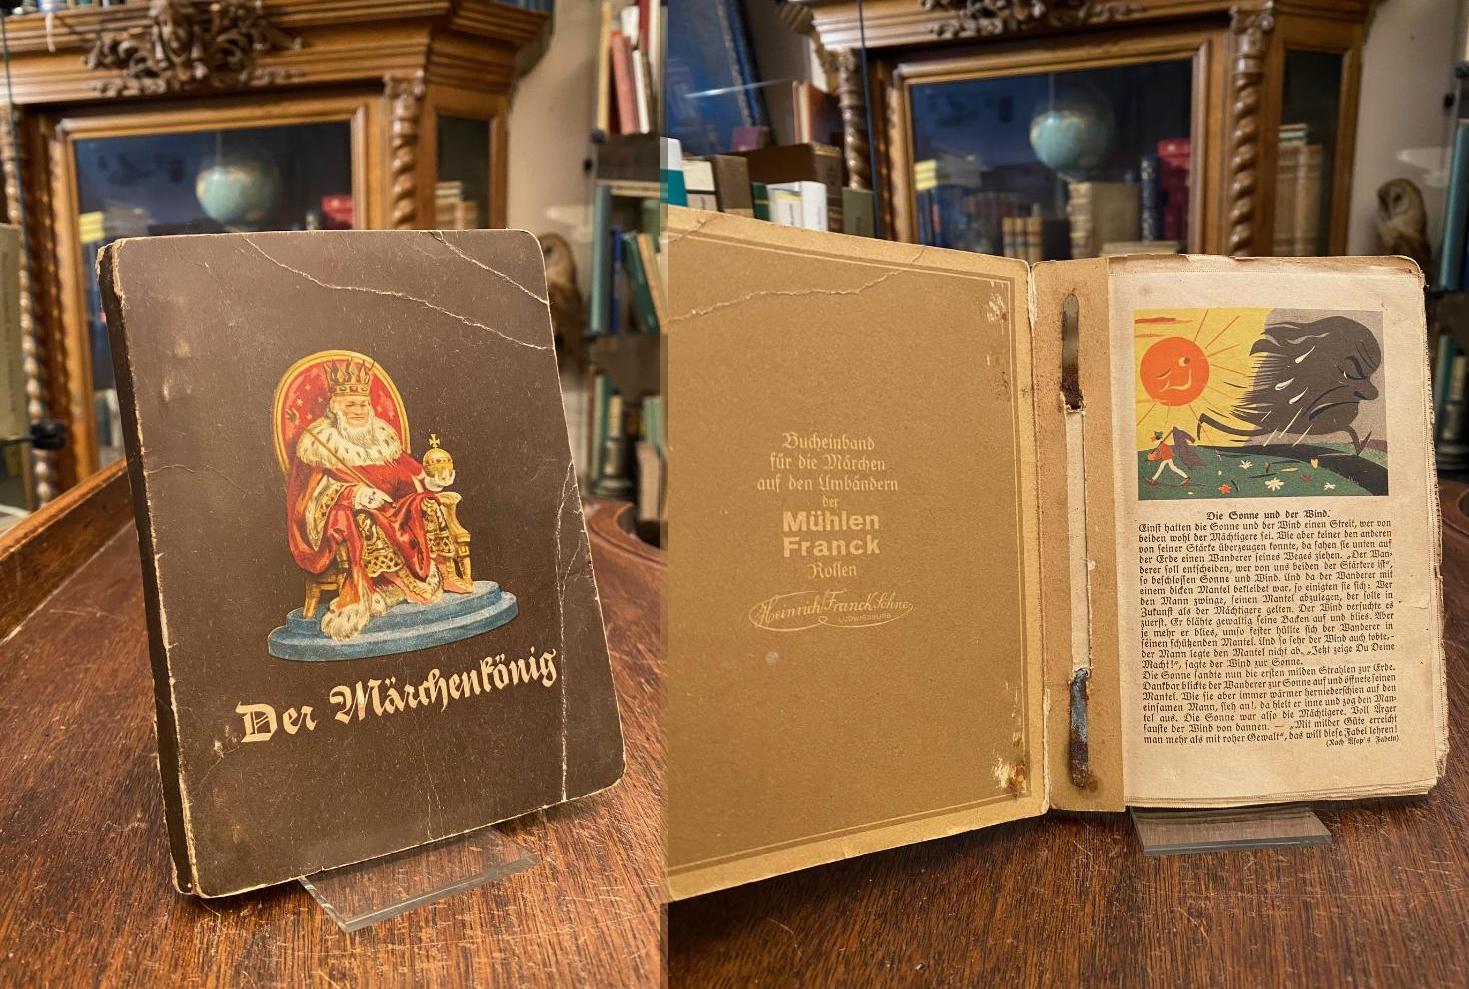 Der Märchenkönig
Bucheinband
für die Märchen
auf den Umbändern
der
Mühlen
Franck
Rollen
Heinrich Franck Söhne
LUDWIGSBURG
Die Sonne und der Wind.
Einst hatten die Sonne und der Wind einen Streit, wer von
beiden wohl der Mächtigere sei. Wie aber keiner den anderen
von seiner Stärke überzeugen konnte, da sahen sie unten auf
der Erde einen Wanderer seines Weges ziehen. „Der Wan-
derer soll entscheiden, wer von uns beiden der Stärkere ist“,
so beschlossen Sonne und Wind. Und da der Wanderer mit
einem dicken Mantel bekleidet war, so einigten sie sich: Wer
den Mann zwinge, seinen Mantel abzulegen, der solle in
Zukunft als der Mächtigere gelten. Der Wind versuchte es
zuerst. Er blähte gewaltig seine Backen auf und blies. Aber
je mehr er blies, umso fester hüllte sich der Wanderer in
seinen schützenden Mantel. Und so sehr der Wind auch tobte,-
der Mann legte den Mantel nicht ab. „Jetzt zeige Du Deine
Macht!“, sagte der Wind zur Sonne.
Die Sonne sandte nun die ersten milden Strahlen zur Erde.
Dankbar blickte der Wanderer zur Sonne auf und öffnete seinen
Mantel. Wie sie aber immer wärmer herniederschien auf den
einsamen Mann, sieh an!, da hielt er inne und zog den Man-
tel aus. Die Sonne war also die Mächtigere. Voll Ärger
sauste der Wind von dannen. — „Mit milder Güte erreicht
man mehr als mit roher Gewalt“, das will diese Fabel lehren!
(Nach Äsop's Fabeln)